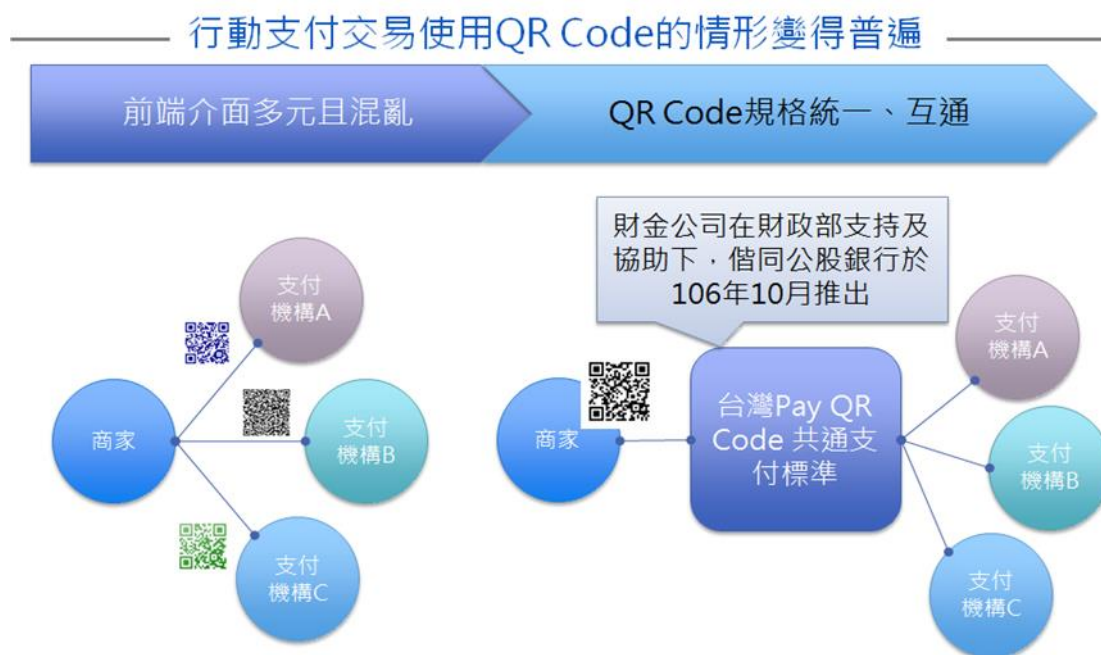 行動支付交易使用QR Code的情形變得普遍
前端介面多元且混亂
QR Code規格統一、互通
財金公司在財政部支持及
協助下，偕同公股銀行於
106年10月推出
支付
機構A
商家
支付
機構B
支付
機構C
商家
台灣Pay QR
Code 共通支
付標準
支付
機構A
支付
機構B
支付
機構C